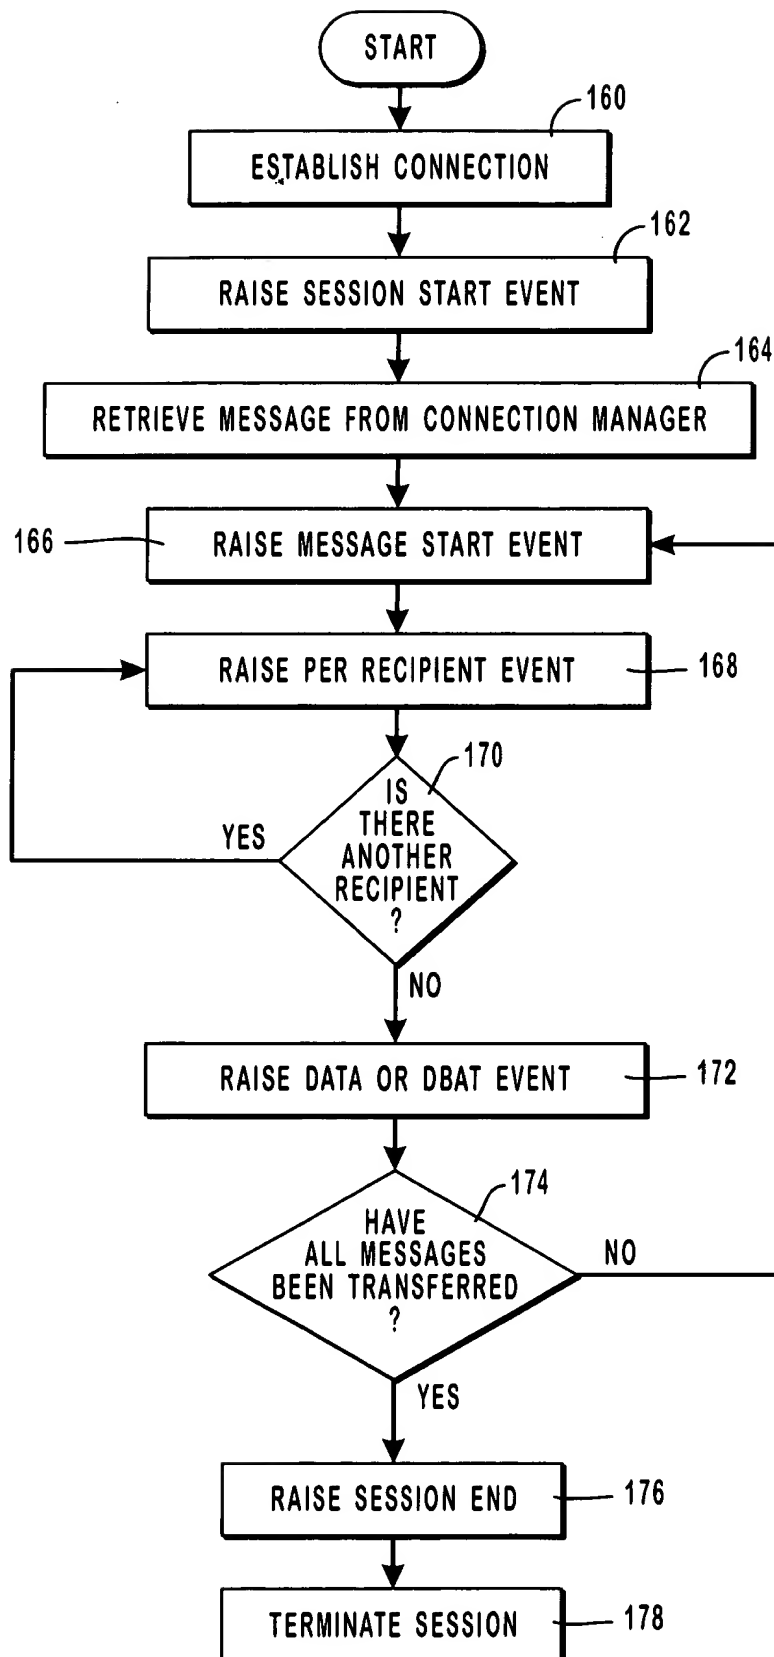 START
160
ESTABLISH CONNECTION
162
RAISE SESSION START EVENT
164
RETRIEVE MESSAGE FROM CONNECTION MANAGER
166
RAISE MESSAGE START EVENT
RAISE PER RECIPIENT EVENT
168
170
IS
THERE
ANOTHER
RECIPIENT
?
YES
NO
RAISE DATA OR DBAT EVENT
172
174
HAVE
ALL MESSAGES
BEEN TRANSFERRED
?
NO
YES
RAISE SESSION END
176
TERMINATE SESSION
178